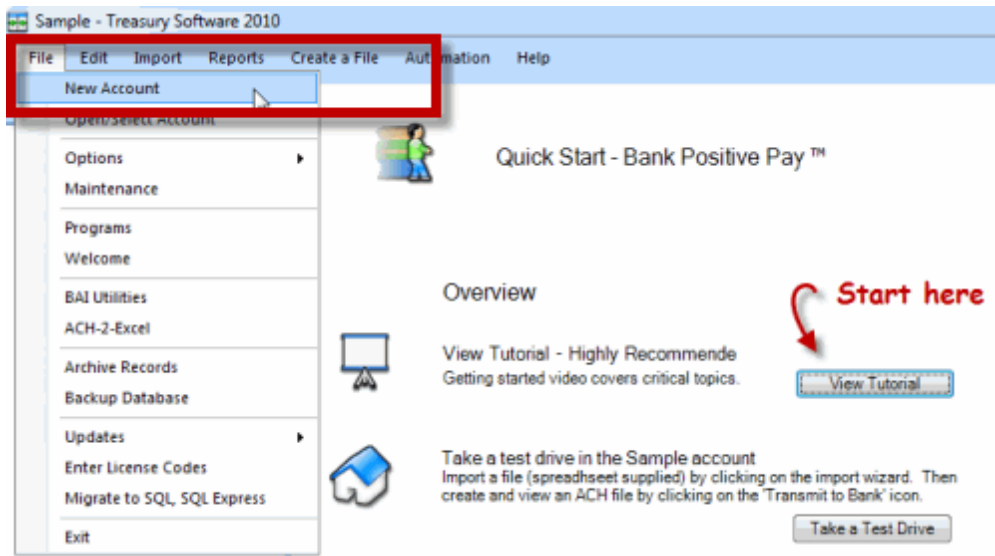 Sample - Treasury Software 2010
File Edit Import Reports Create a File Automation Help
New Account
Open/Select Account
Options
Maintenance
Programs
Welcome
BAI Utilities
ACH-2-Excel
Archive Records
Backup Database
Updates
Enter License Codes
Migrate to SQL, SQL Express
Exit
Quick Start - Bank Positive Pay ™
Overview
Start here
View Tutorial - Highly Recommende
Getting started video covers critical topics.
View Tutorial
Take a test drive in the Sample account
Import a file (spreadhseet supplied) by clicking on the import wizard. Then
create and view an ACH file by clicking on the 'Transmit to Bank' icon.
Take a Test Drive